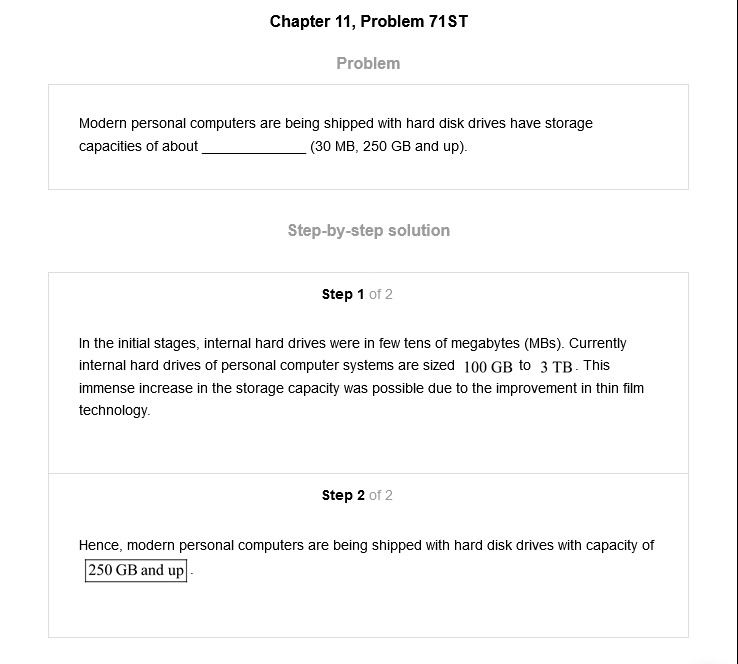 Chapter 11, Problem 71ST
Problem
Modern personal computers are being shipped with hard disk drives have storage
capacities of about _____________ (30 MB, 250 GB and up).
Step-by-step solution
Step 1 of 2
In the initial stages, internal hard drives were in few tens of megabytes (MBs). Currently
internal hard drives of personal computer systems are sized 100 GB to 3 TB. This
immense increase in the storage capacity was possible due to the improvement in thin film
technology.
Step 2 of 2
Hence, modern personal computers are being shipped with hard disk drives with capacity of
250 GB and up.